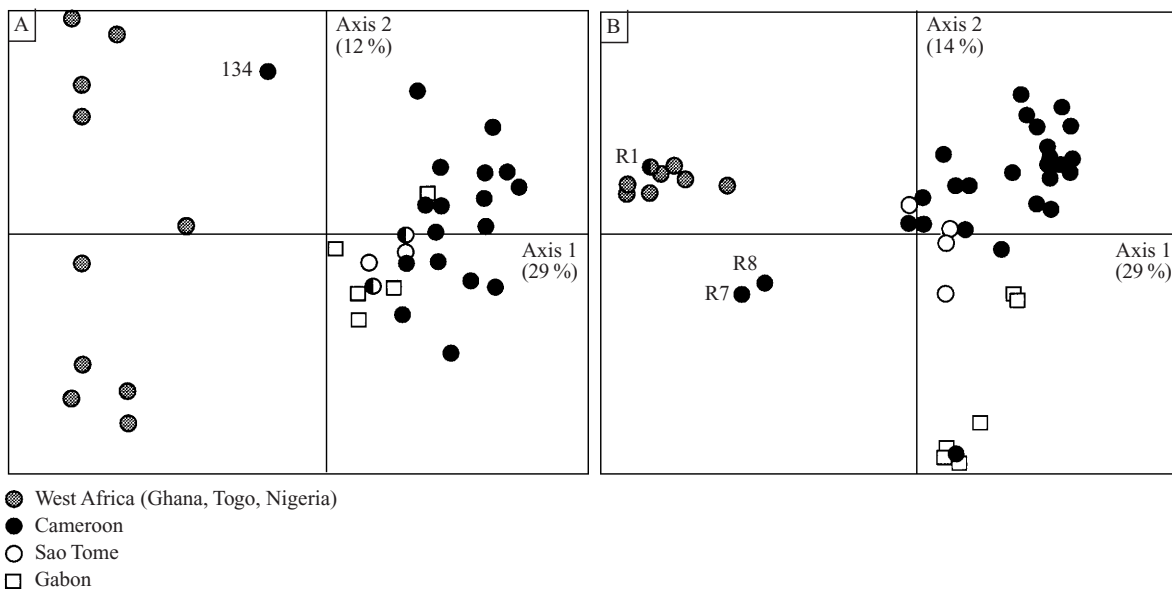 A
Axis 2
(12 %)
134
Axis 1
(29 %)
B
Axis 2
(14 %)
R1
R8
R7
Axis 1
(29 %)
West Africa (Ghana, Togo, Nigeria)
Cameroon
Sao Tome
Gabon